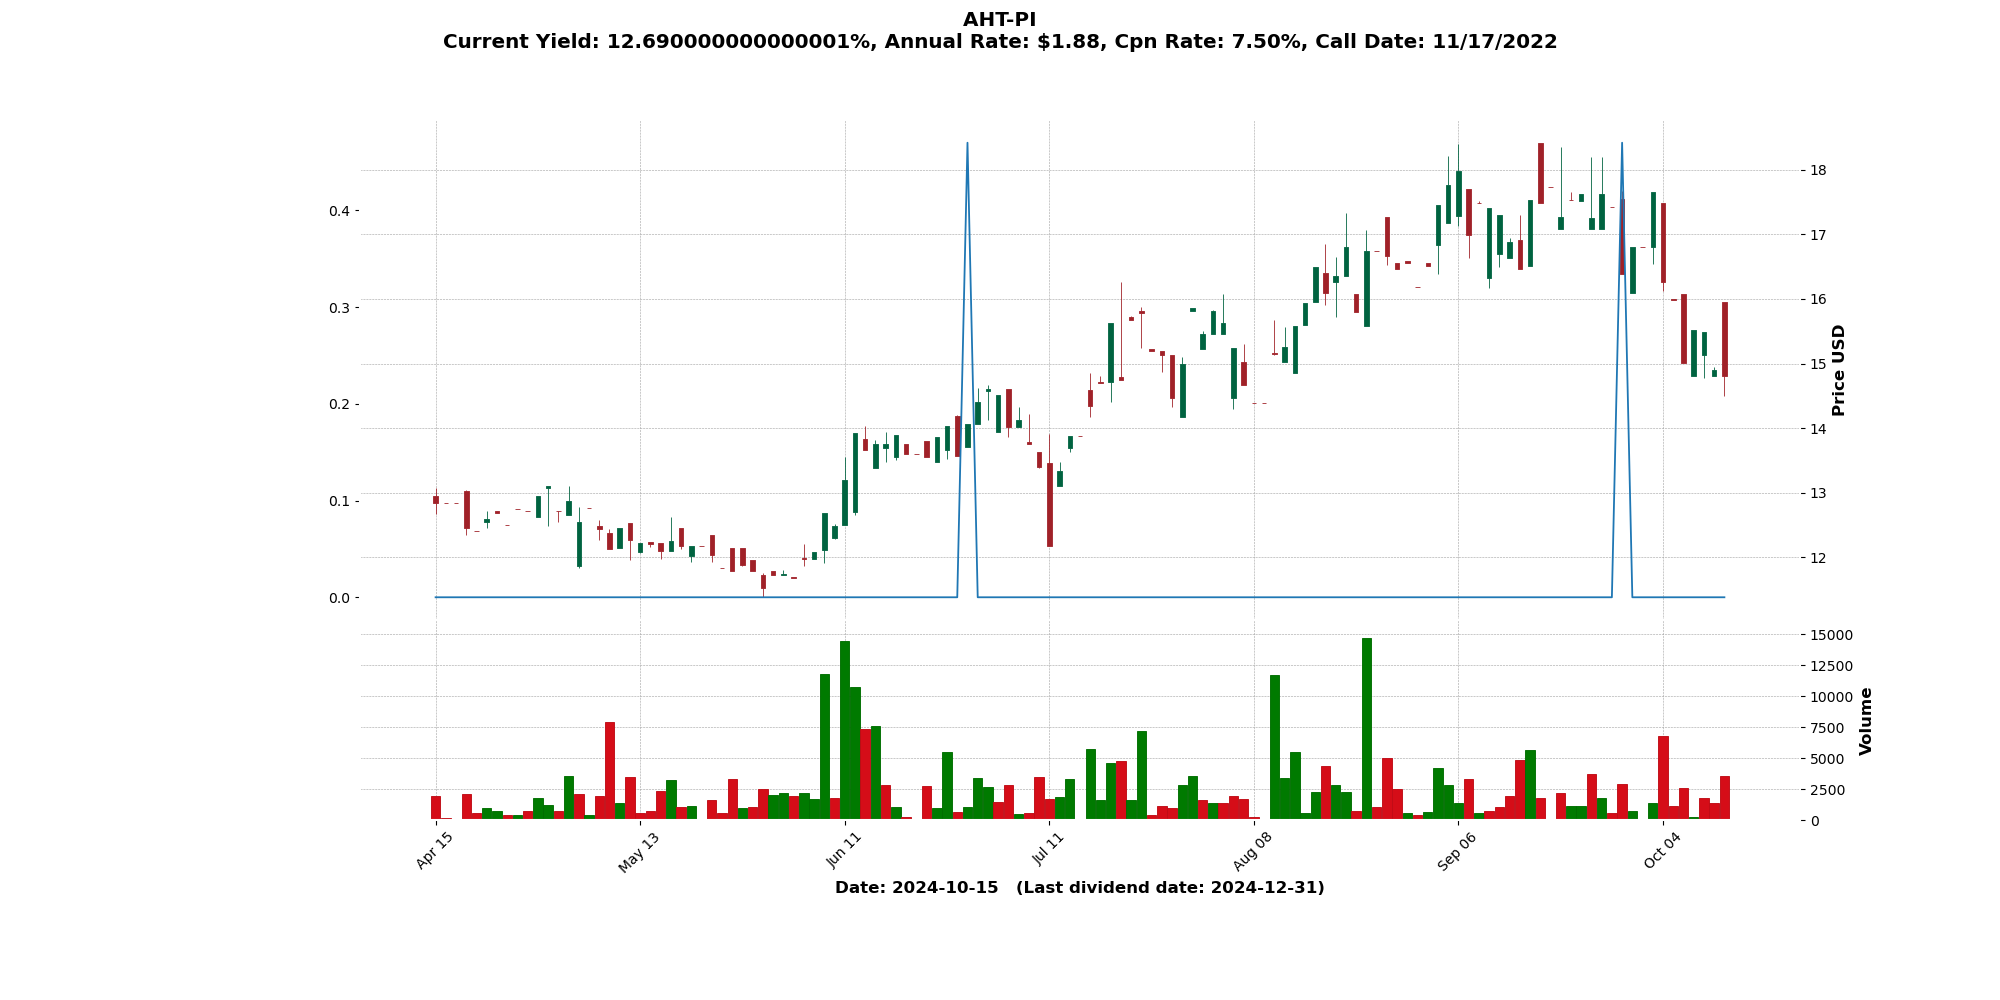 AHT-PI
Current Yield: 12.690000000000001%, Annual Rate: $1.88, Cpn Rate: 7.50%, Call Date: 11/17/2022
0.4
0.3
0.2
0.1
0.0
18
17
16
15
14
13
12
Price USD
15000
12500
10000
7500
5000
2500
0
Volume
Apr 15
May 13
Jun 11
Jul 11
Aug 08
Sep 06
Oct 04
Date: 2024-10-15   (Last dividend date: 2024-12-31)